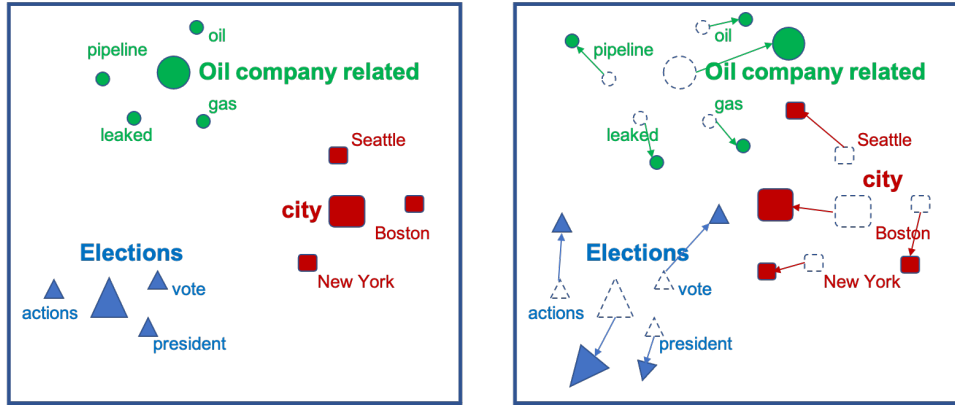 oil
pipeline
Oil company related
gas
leaked
Seattle
city
Boston
Elections
New York
vote
actions
president
oil
pipeline
Oil company related
gas
leaked
Seattle
city
Boston
Elections
New York
vote
actions
president